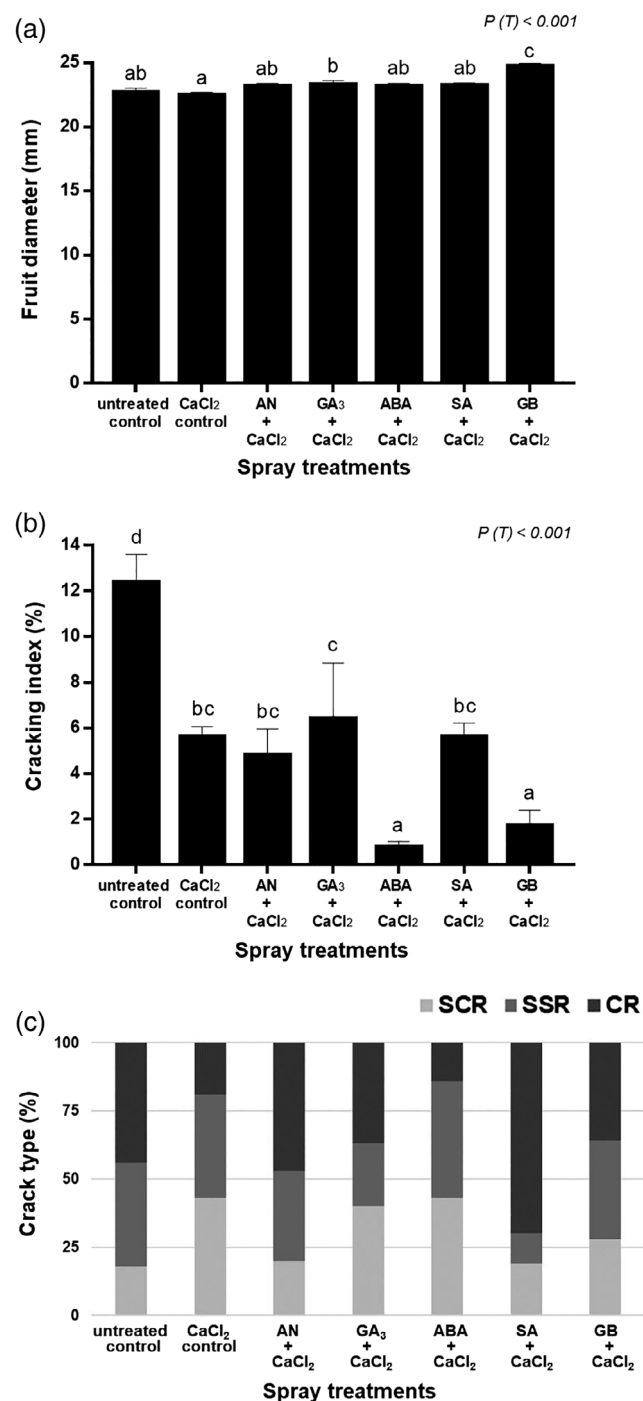 (a)
P (T) < 0.001
25
20
15
10
5
0
Fruit diameter (mm)
ab
a
ab
b
ab
ab
c
untreated control
CaCl2 control
AN + CaCl2
GA3 + CaCl2
ABA + CaCl2
SA + CaCl2
GB + CaCl2
Spray treatments
(b)
P (T) < 0.001
14
12
10
8
6
4
2
0
Cracking index (%)
d
bc
bc
c
a
bc
a
untreated control
CaCl2 control
AN + CaCl2
GA3 + CaCl2
ABA + CaCl2
SA + CaCl2
GB + CaCl2
Spray treatments
(c)
SCR SSR CR
100
75
50
25
0
Crack type (%)
untreated control
CaCl2 control
AN + CaCl2
GA3 + CaCl2
ABA + CaCl2
SA + CaCl2
GB + CaCl2
Spray treatments